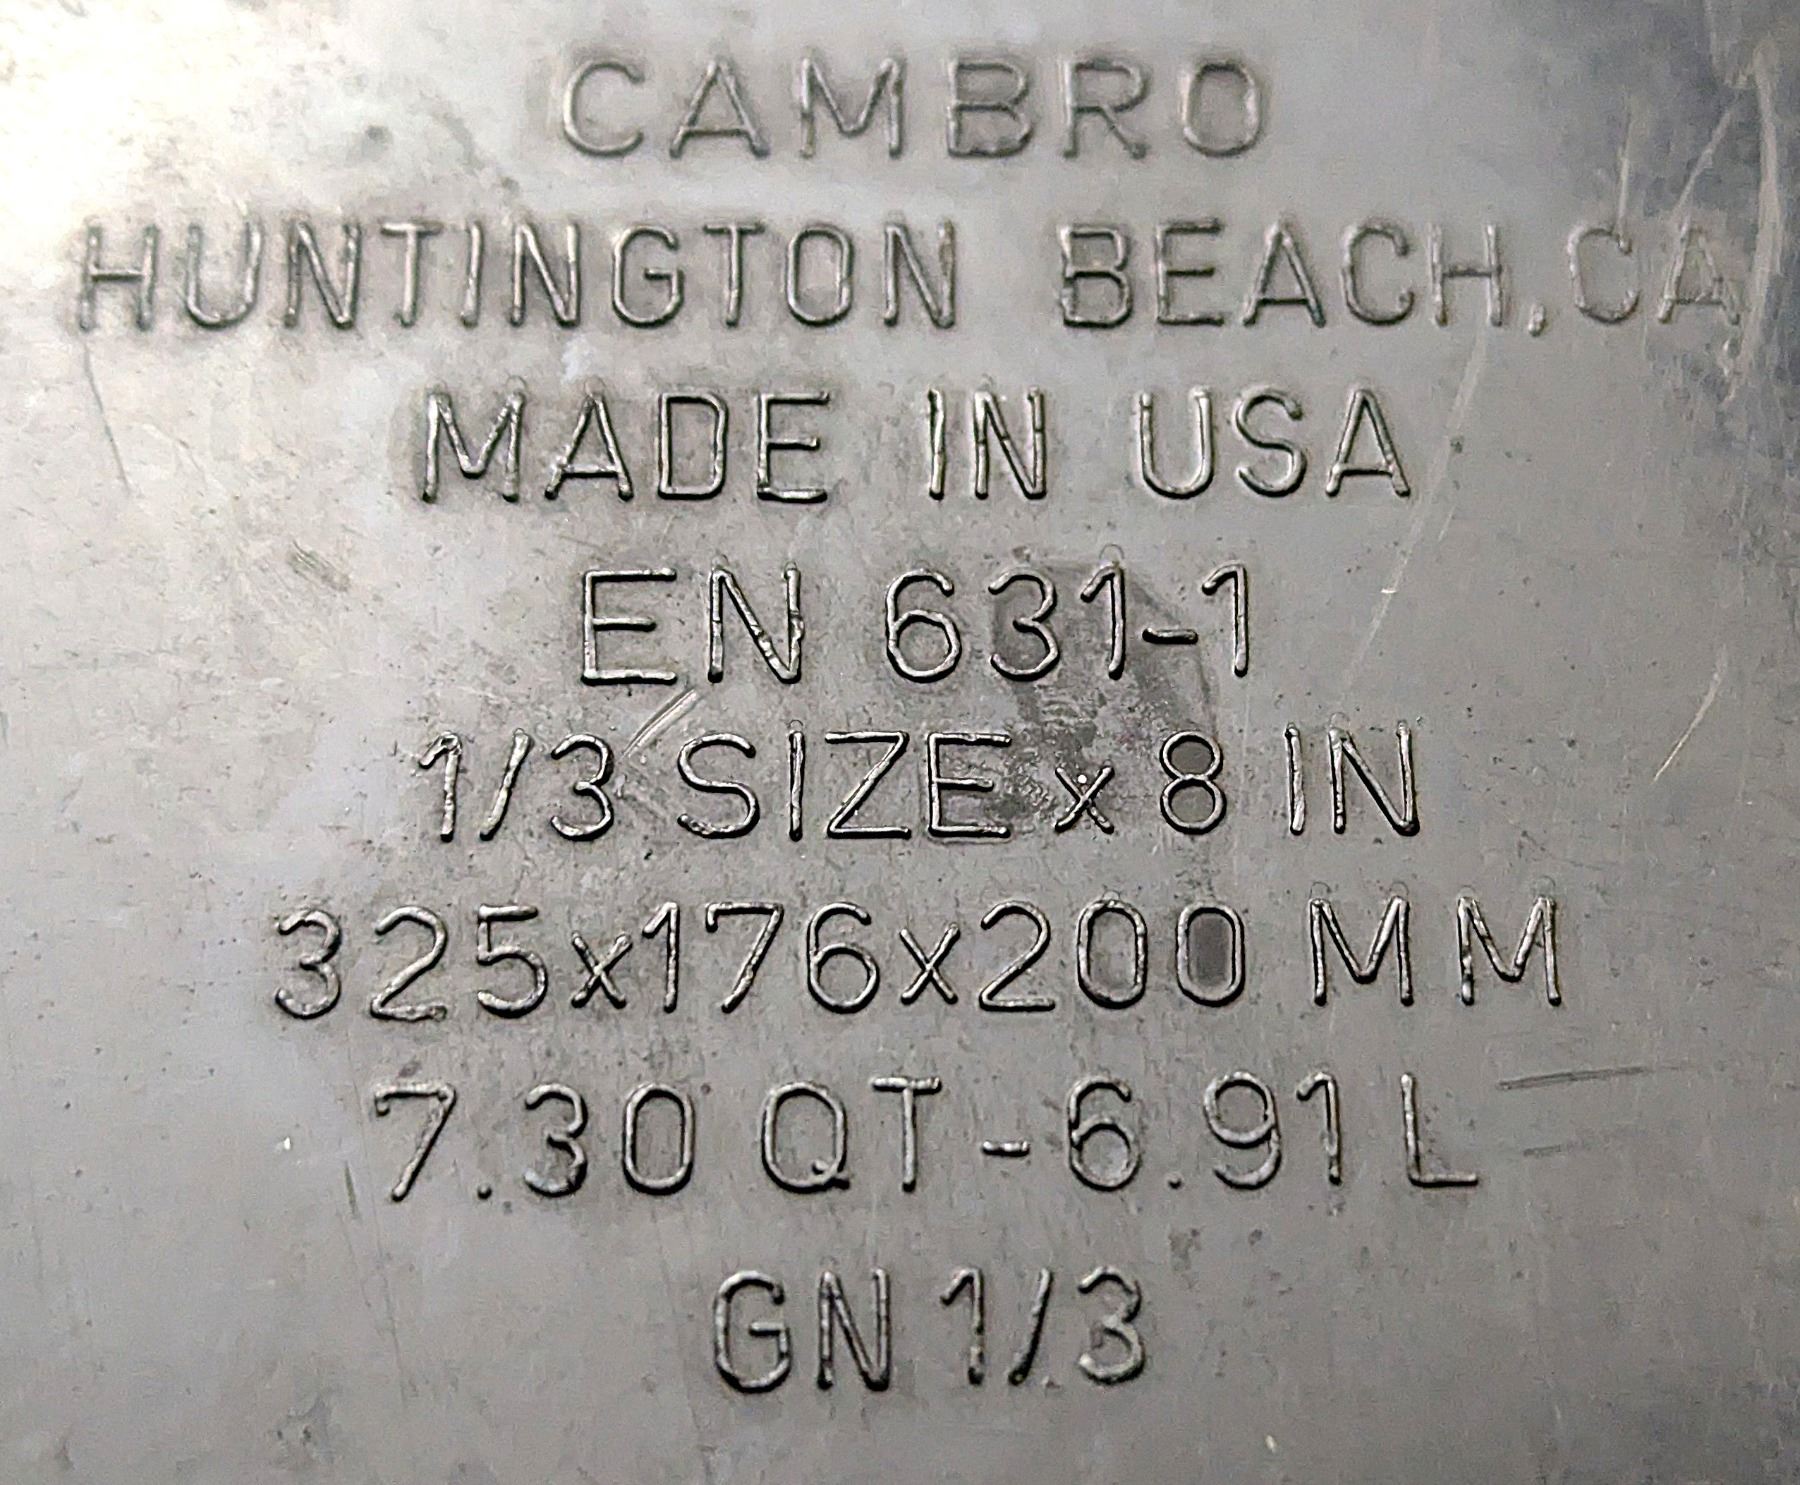 CAMBRO
HUNTINGTON BEACH, CA
MADE IN USA
EN 631-1
1/3 SIZE x 8 IN
325x176x200 MM
7.30 QT - 6.91 L
GN 1/3